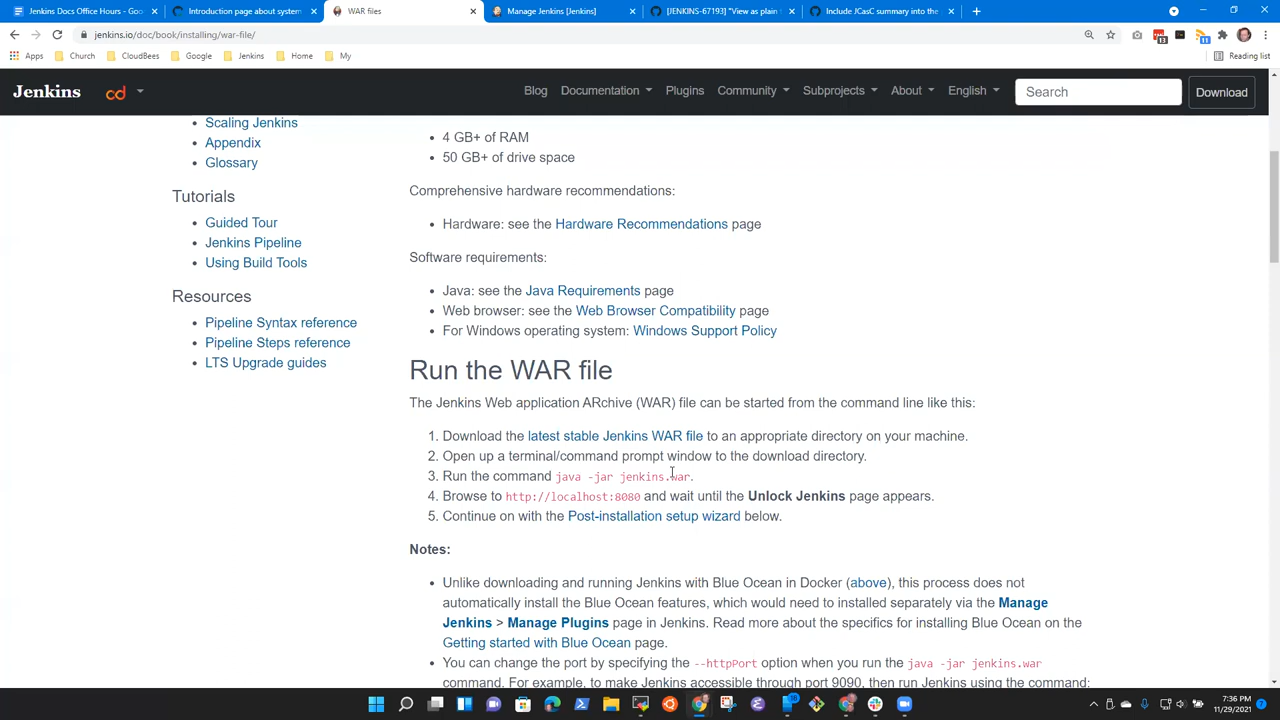 Jenkins Docs Office Hours - Goo
Introduction page about system
WAR files
Manage Jenkins [Jenkins]
[JENKINS-67193] "View as plain t
Include JCasC summary into the
jenkins.io/doc/book/installing/war-file/
Apps
Church
CloudBees
Google
Jenkins
Home
My
Reading list
Jenkins
cd
Blog
Documentation
Plugins
Community
Subprojects
About
English
Search
Download
Scaling Jenkins
Appendix
Glossary
Tutorials
Guided Tour
Jenkins Pipeline
Using Build Tools
Resources
Pipeline Syntax reference
Pipeline Steps reference
LTS Upgrade guides
4 GB+ of RAM
50 GB+ of drive space
Comprehensive hardware recommendations:
Hardware: see the Hardware Recommendations page
Software requirements:
Java: see the Java Requirements page
Web browser: see the Web Browser Compatibility page
For Windows operating system: Windows Support Policy
Run the WAR file
The Jenkins Web application ARchive (WAR) file can be started from the command line like this:
1. Download the latest stable Jenkins WAR file to an appropriate directory on your machine.
2. Open up a terminal/command prompt window to the download directory.
3. Run the command java -jar jenkins.war.
4. Browse to http://localhost:8080 and wait until the Unlock Jenkins page appears.
5. Continue on with the Post-installation setup wizard below.
Notes:
Unlike downloading and running Jenkins with Blue Ocean in Docker (above), this process does not
automatically install the Blue Ocean features, which would need to installed separately via the Manage
Jenkins > Manage Plugins page in Jenkins. Read more about the specifics for installing Blue Ocean on the
Getting started with Blue Ocean page.
You can change the port by specifying the --httpPort option when you run the java -jar jenkins.war
command. For example, to make Jenkins accessible through port 9090, then run Jenkins using the command:
7:36 PM
11/29/2021